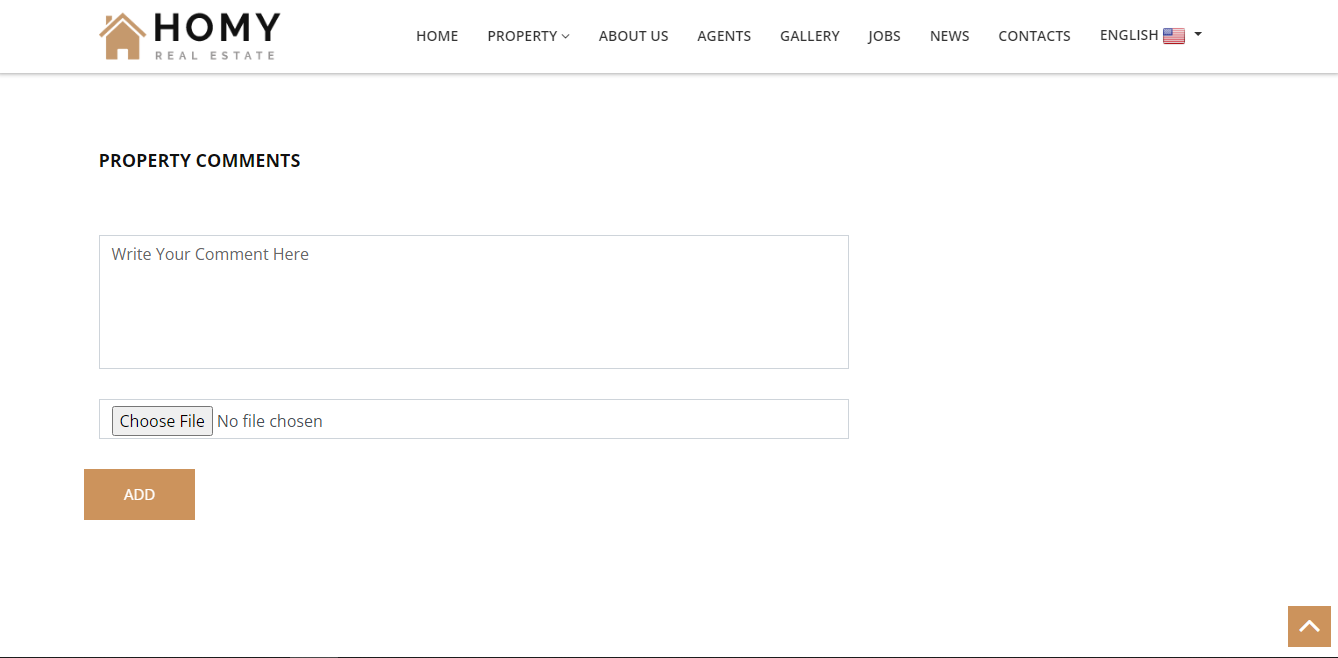 HOMY
REAL ESTATE
HOME PROPERTY ABOUT US AGENTS GALLERY JOBS NEWS CONTACTS ENGLISH
PROPERTY COMMENTS
Write Your Comment Here
Choose File No file chosen
ADD